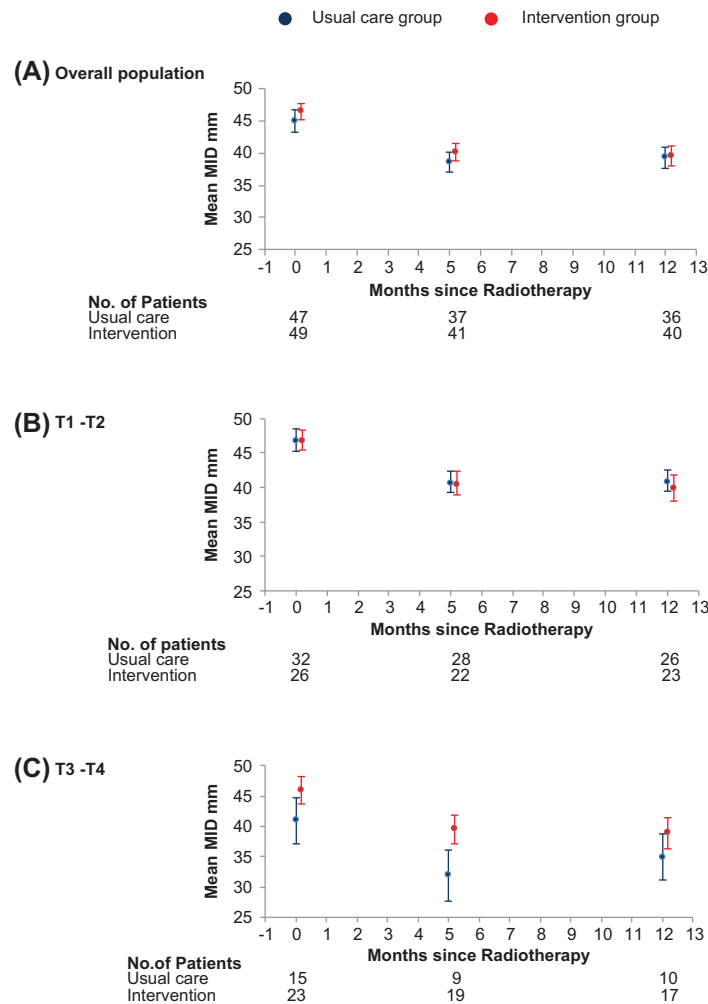 Usual care group Intervention group
(A) Overall population
50
45
40
35
30
25
Mean MID mm
-1 0 1 2 3 4 5 6 7 8 9 10 11 12 13
Months since Radiotherapy
No. of Patients
Usual care 47 37 36
Intervention 49 41 40
(B) T1 -T2
50
45
40
35
30
25
Mean MID mm
-1 0 1 2 3 4 5 6 7 8 9 10 11 12 13
Months since Radiotherapy
No. of patients
Usual care 32 28 26
Intervention 26 22 23
(C) T3 -T4
50
45
40
35
30
25
Mean MID mm
-1 0 1 2 3 4 5 6 7 8 9 10 11 12 13
Months since Radiotherapy
No.of Patients
Usual care 15 9 10
Intervention 23 19 17